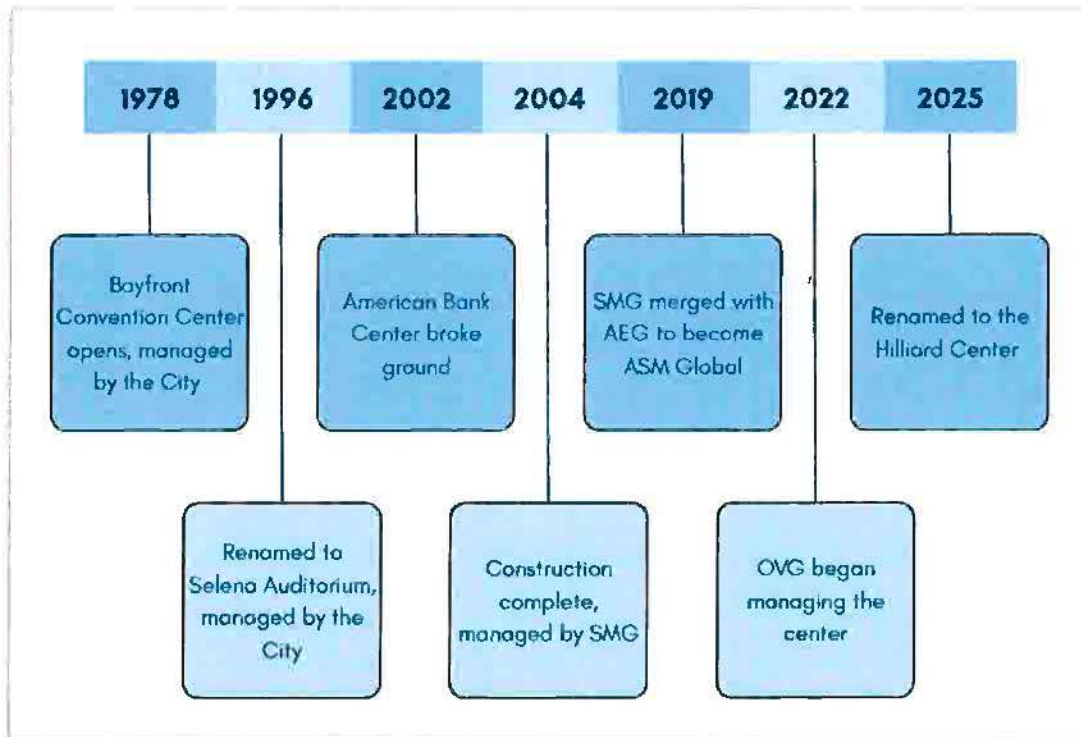 1978 1996 2002 2004 2019 2022 2025
Bayfront
Convention Center
opens, managed
by the City
American Bank
Center broke
ground
SMG merged with
AEG to become
ASM Global
Renamed to the
Hilliard Center
Renamed to
Selena Auditorium,
managed by the
City
Construction
complete,
managed by SMG
OVG began
managing the
center